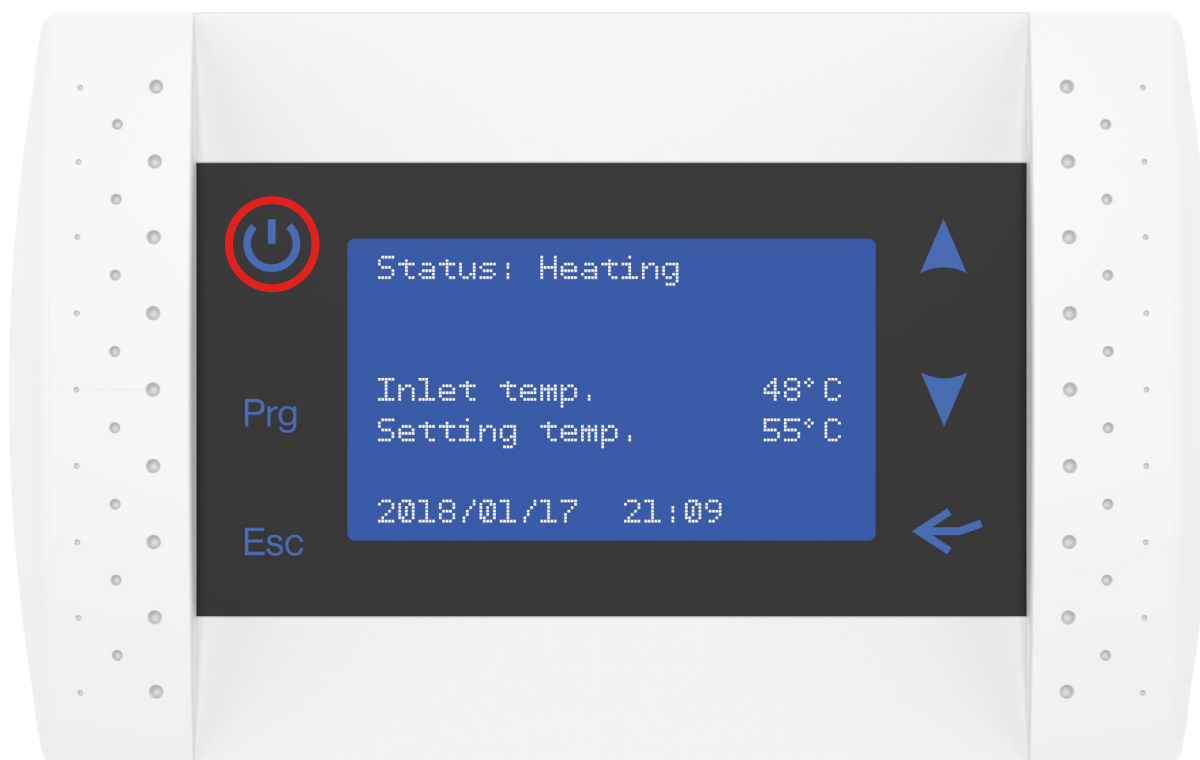 Status: Heating
Inlet temp. 48°C
Setting temp. 55°C
2018/01/17 21:09
Prg
Esc